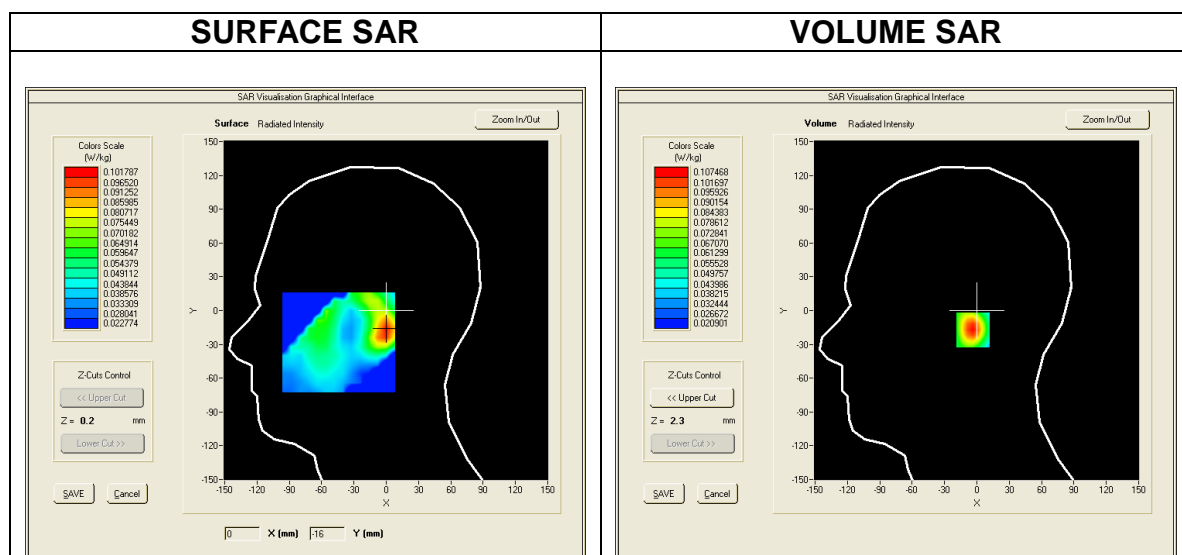 SURFACE SAR
VOLUME SAR
SAR Visualisation Graphical Interface
Surface Radiated Intensity
Zoom In/Out
Colors Scale
(W/kg)
0.101787
0.096520
0.091252
0.085985
0.080717
0.075449
0.070182
0.064914
0.059647
0.054379
0.049112
0.043844
0.038576
0.033309
0.028041
0.022774
Z-Cuts Control
<< Upper Cut
Z = 0.2 mm
Lower Cut >>
SAVE Cancel
150
120
90
60
30
0
-30
-60
-90
-120
-150
Y
-150 -120 -90 -60 -30 0 30 60 90 120 150
X
0 X (mm) -16 Y (mm)
SAR Visualisation Graphical Interface
Volume Radiated Intensity
Zoom In/Out
Colors Scale
(W/kg)
0.107468
0.101697
0.095926
0.090154
0.084383
0.078612
0.072841
0.067070
0.061299
0.055528
0.049757
0.043986
0.038215
0.032444
0.026672
0.020901
Z-Cuts Control
<< Upper Cut
Z = 2.3 mm
Lower Cut >>
SAVE Cancel
150
120
90
60
30
0
-30
-60
-90
-120
-150
Y
-150 -120 -90 -60 -30 0 30 60 90 120 150
X